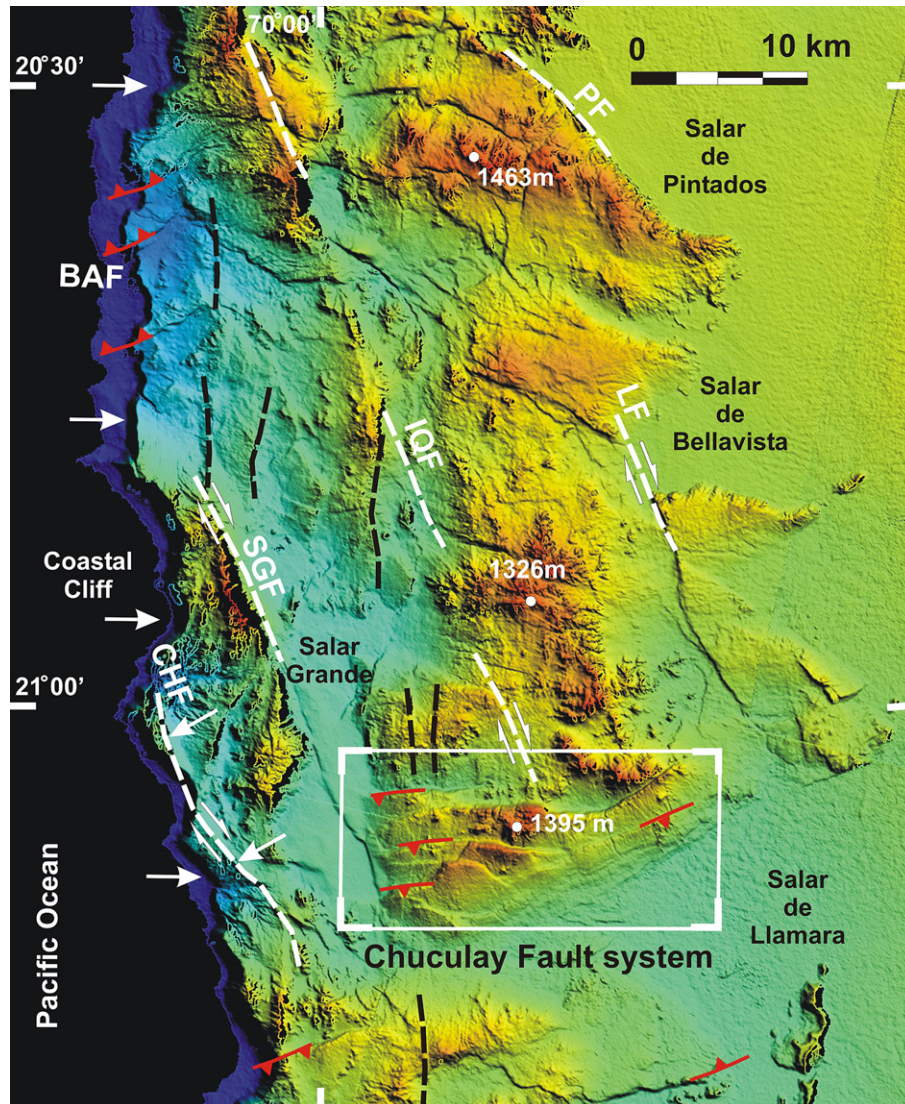 70°00'
0 10 km
20°30'
PF
Salar
de
Pintados
1463m
BAF
LF
Salar
de
Bellavista
IQF
SGF
Coastal
Cliff
1326m
Salar
Grande
CHF
21°00'
1395 m
Salar
de
Llamara
Chuculay Fault system
Pacific Ocean